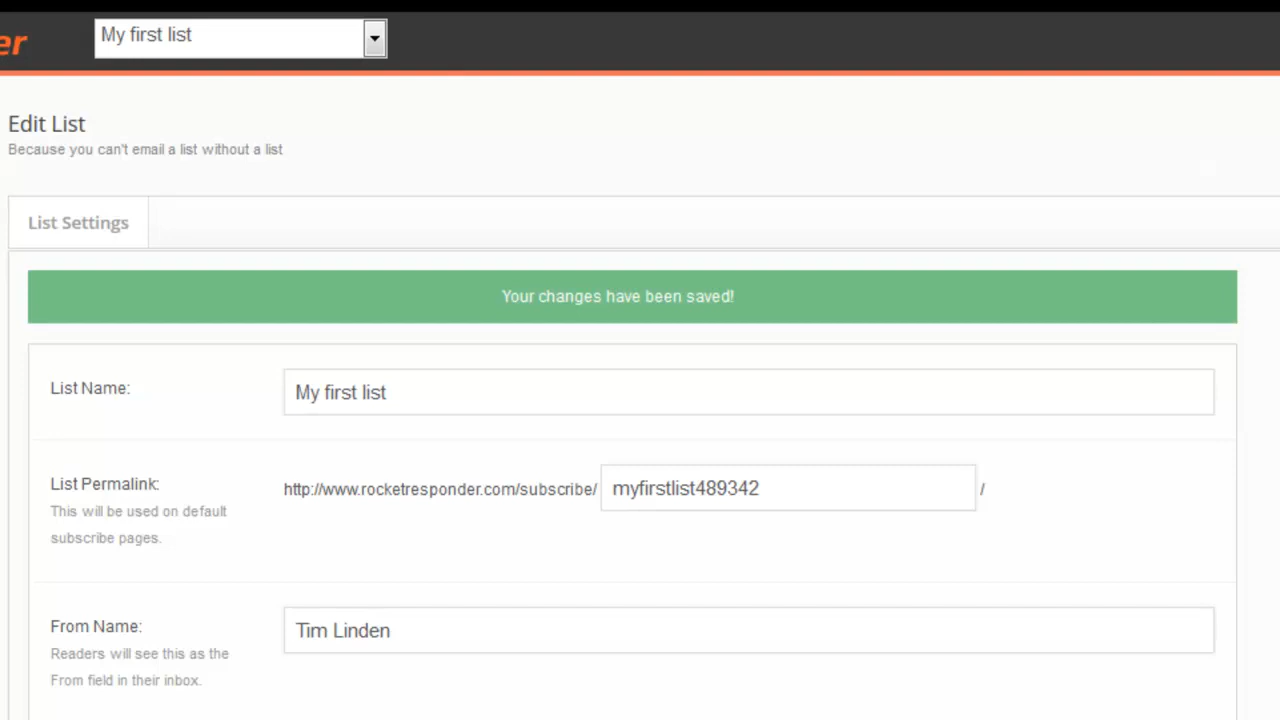 er
My first list
Edit List
Because you can't email a list without a list
List Settings
Your changes have been saved!
List Name:
My first list
List Permalink:
http://www.rocketresponder.com/subscribe/ myfirstlist489342 /
This will be used on default
subscribe pages.
From Name:
Tim Linden
Readers will see this as the
From field in their inbox.